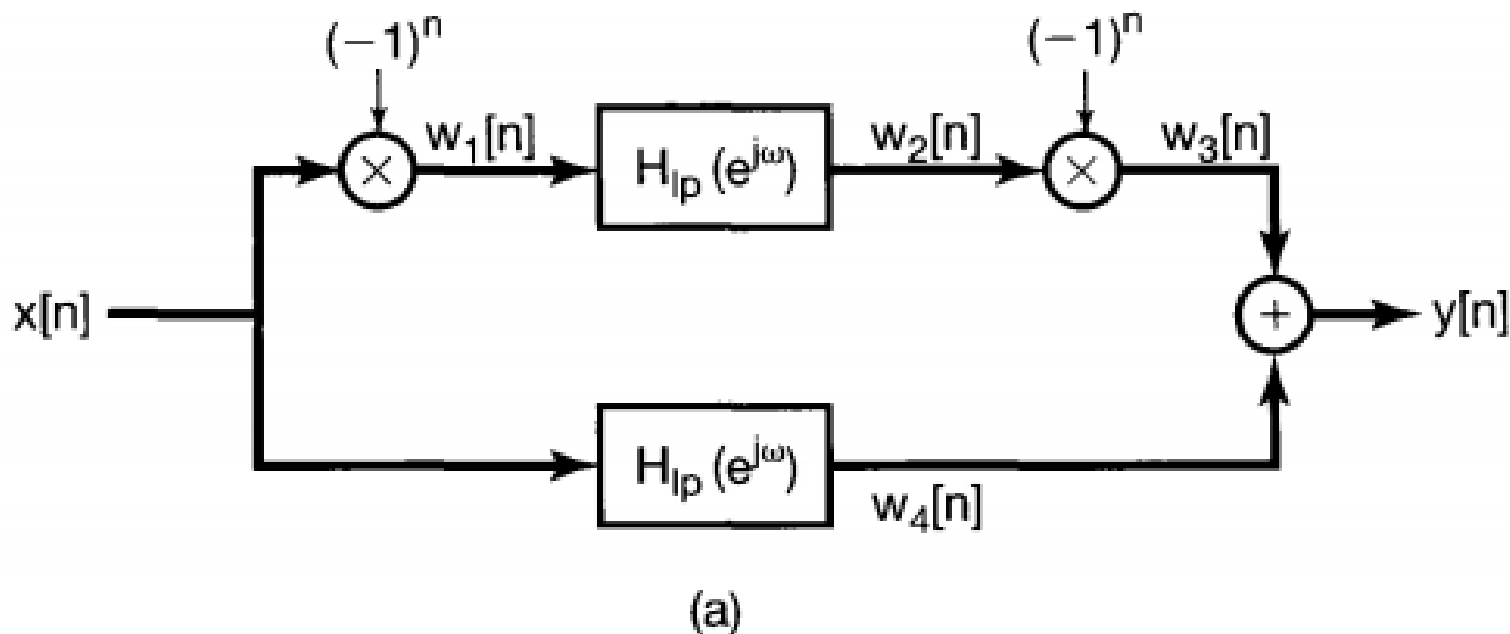 (−1)ⁿ
(−1)ⁿ
w₁[n]
H_lp (e^jω)
w₂[n]
×
×
w₃[n]
x[n]
+
y[n]
H_lp (e^jω)
w₄[n]
(a)